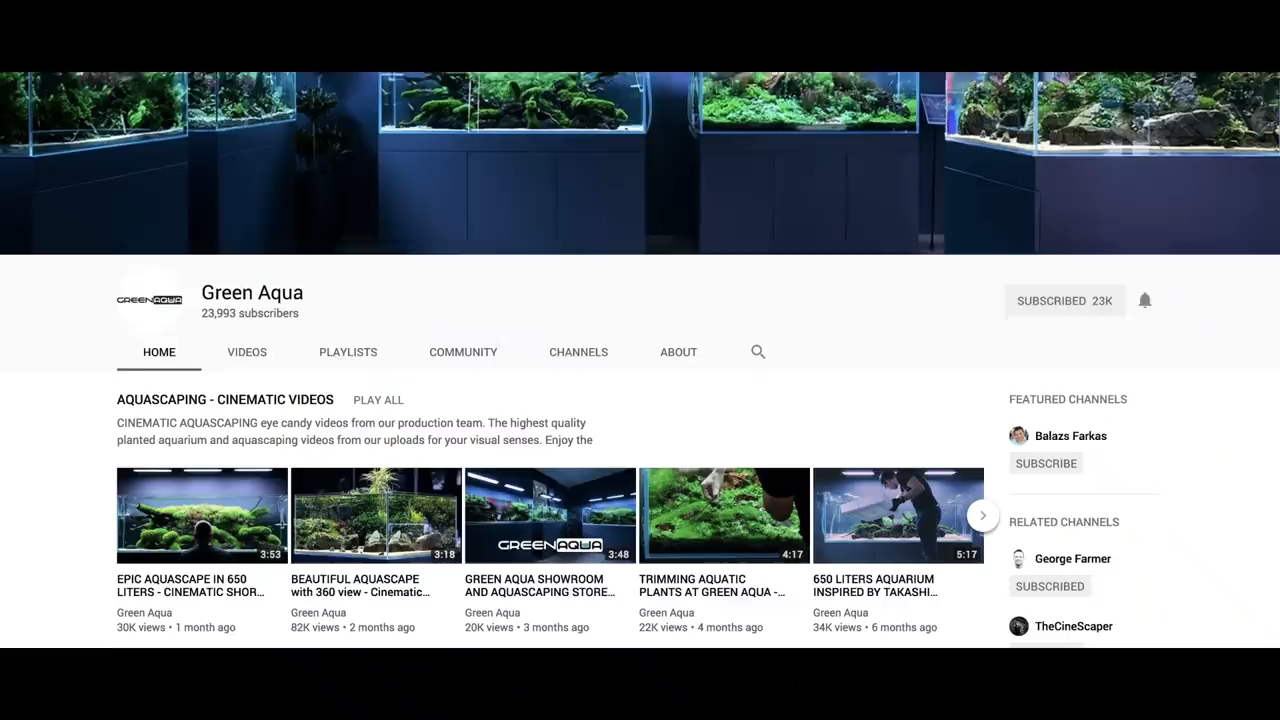 GREENAQUA
Green Aqua
23,993 subscribers
SUBSCRIBED 23K
HOME VIDEOS PLAYLISTS COMMUNITY CHANNELS ABOUT
AQUASCAPING - CINEMATIC VIDEOS PLAY ALL
CINEMATIC AQUASCAPING eye candy videos from our production team. The highest quality
planted aquarium and aquascaping videos from our uploads for your visual senses. Enjoy the
3:53
EPIC AQUASCAPE IN 650
LITERS - CINEMATIC SHOR...
Green Aqua
30K views • 1 month ago
3:18
BEAUTIFUL AQUASCAPE
with 360 view - Cinematic...
Green Aqua
82K views • 2 months ago
GREENAQUA
3:48
GREEN AQUA SHOWROOM
AND AQUASCAPING STORE...
Green Aqua
20K views • 3 months ago
4:17
TRIMMING AQUATIC
PLANTS AT GREEN AQUA -...
Green Aqua
22K views • 4 months ago
5:17
650 LITERS AQUARIUM
INSPIRED BY TAKASHI...
Green Aqua
34K views • 6 months ago
FEATURED CHANNELS
Balazs Farkas
SUBSCRIBE
RELATED CHANNELS
George Farmer
SUBSCRIBED
TheCineScaper